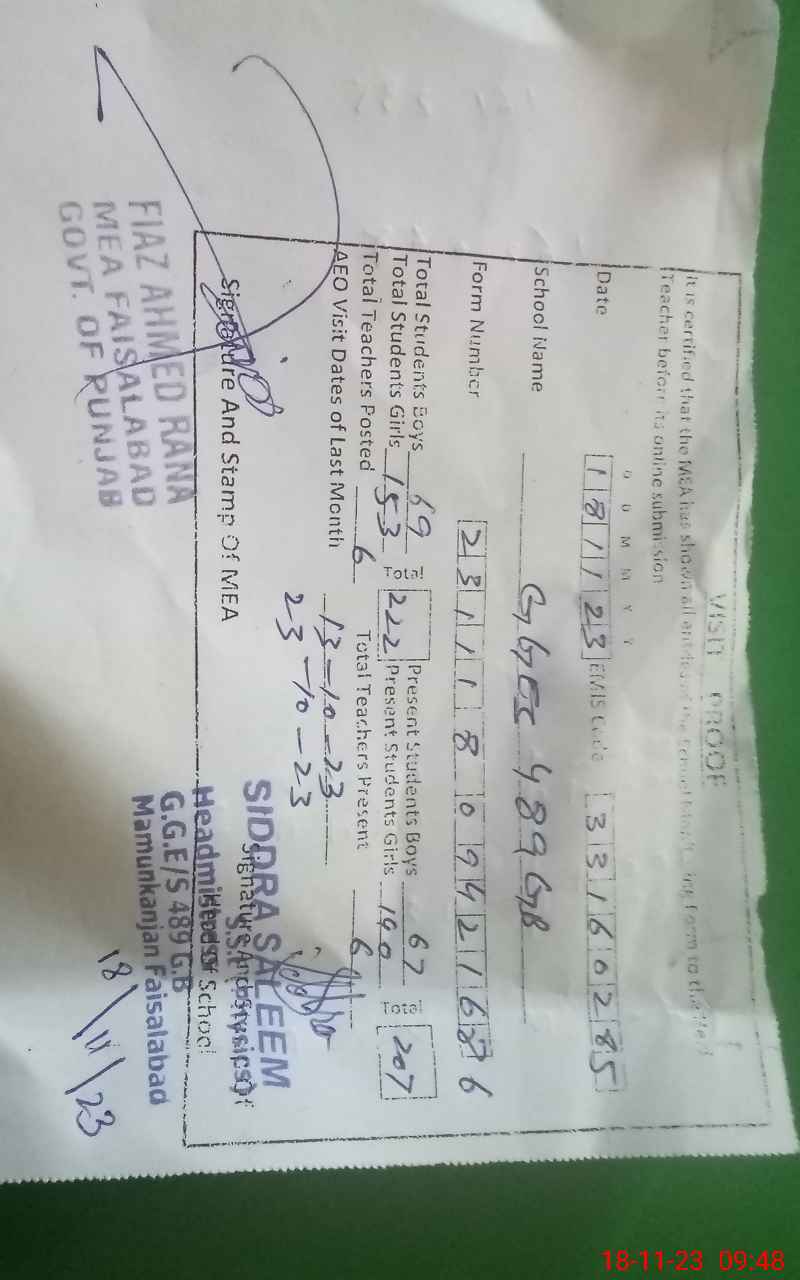 VISIT PROOF
It is certified that the MEA has shown all entries of the
Teacher before its online submission
D D M M Y Y
Date 181123 EMIS Code 33160285
School Name GGES 489 GB
Form Number 23111809421686
Total Students Boys 69 Total 222 Present Students Boys 67 Total 207
Total Students Girls 153 Present Students Girls 140
Total Teachers Posted 6 Total Teachers Present 6
AEO Visit Dates of Last Month 13-10-23
23-10-23
Signature And Stamp Of MEA
FIAZ AHMED RANA
MEA FAISALABAD
GOVT. OF PUNJAB
SIDDRA SALEEM
Signature And Stamp Of
Head of School
Headmistress
G.G.E/S 489 G.B
Mamunkanjan Faisalabad
18/11/23
18-11-23 09:48